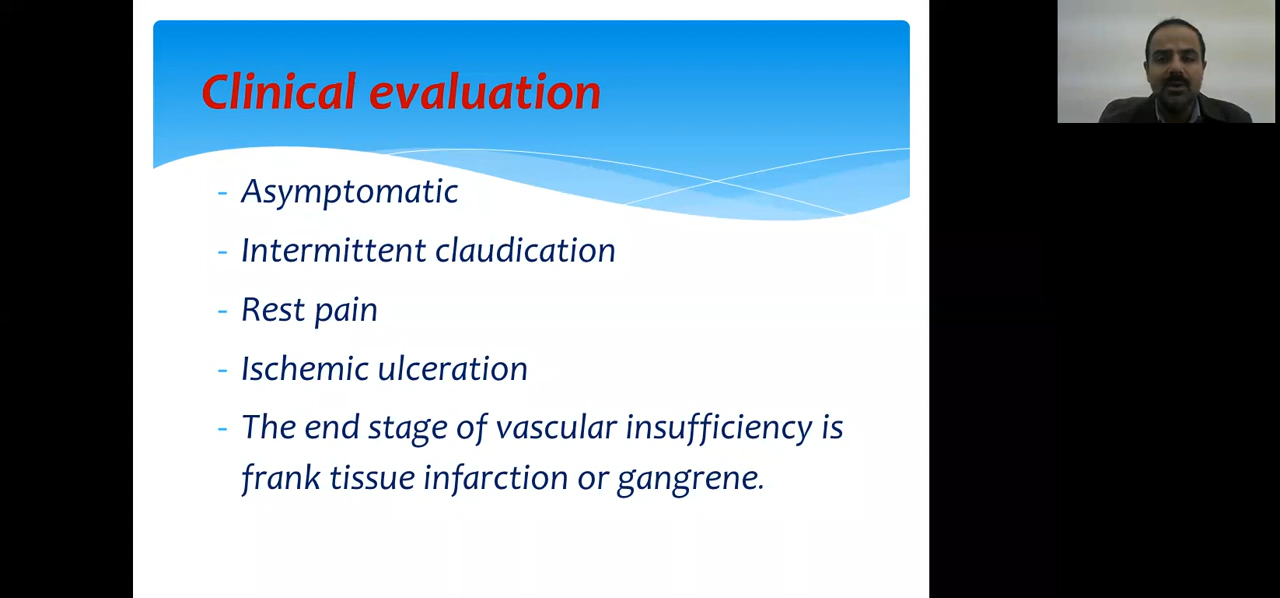 Clinical evaluation
- Asymptomatic
- Intermittent claudication
- Rest pain
- Ischemic ulceration
- The end stage of vascular insufficiency is
frank tissue infarction or gangrene.